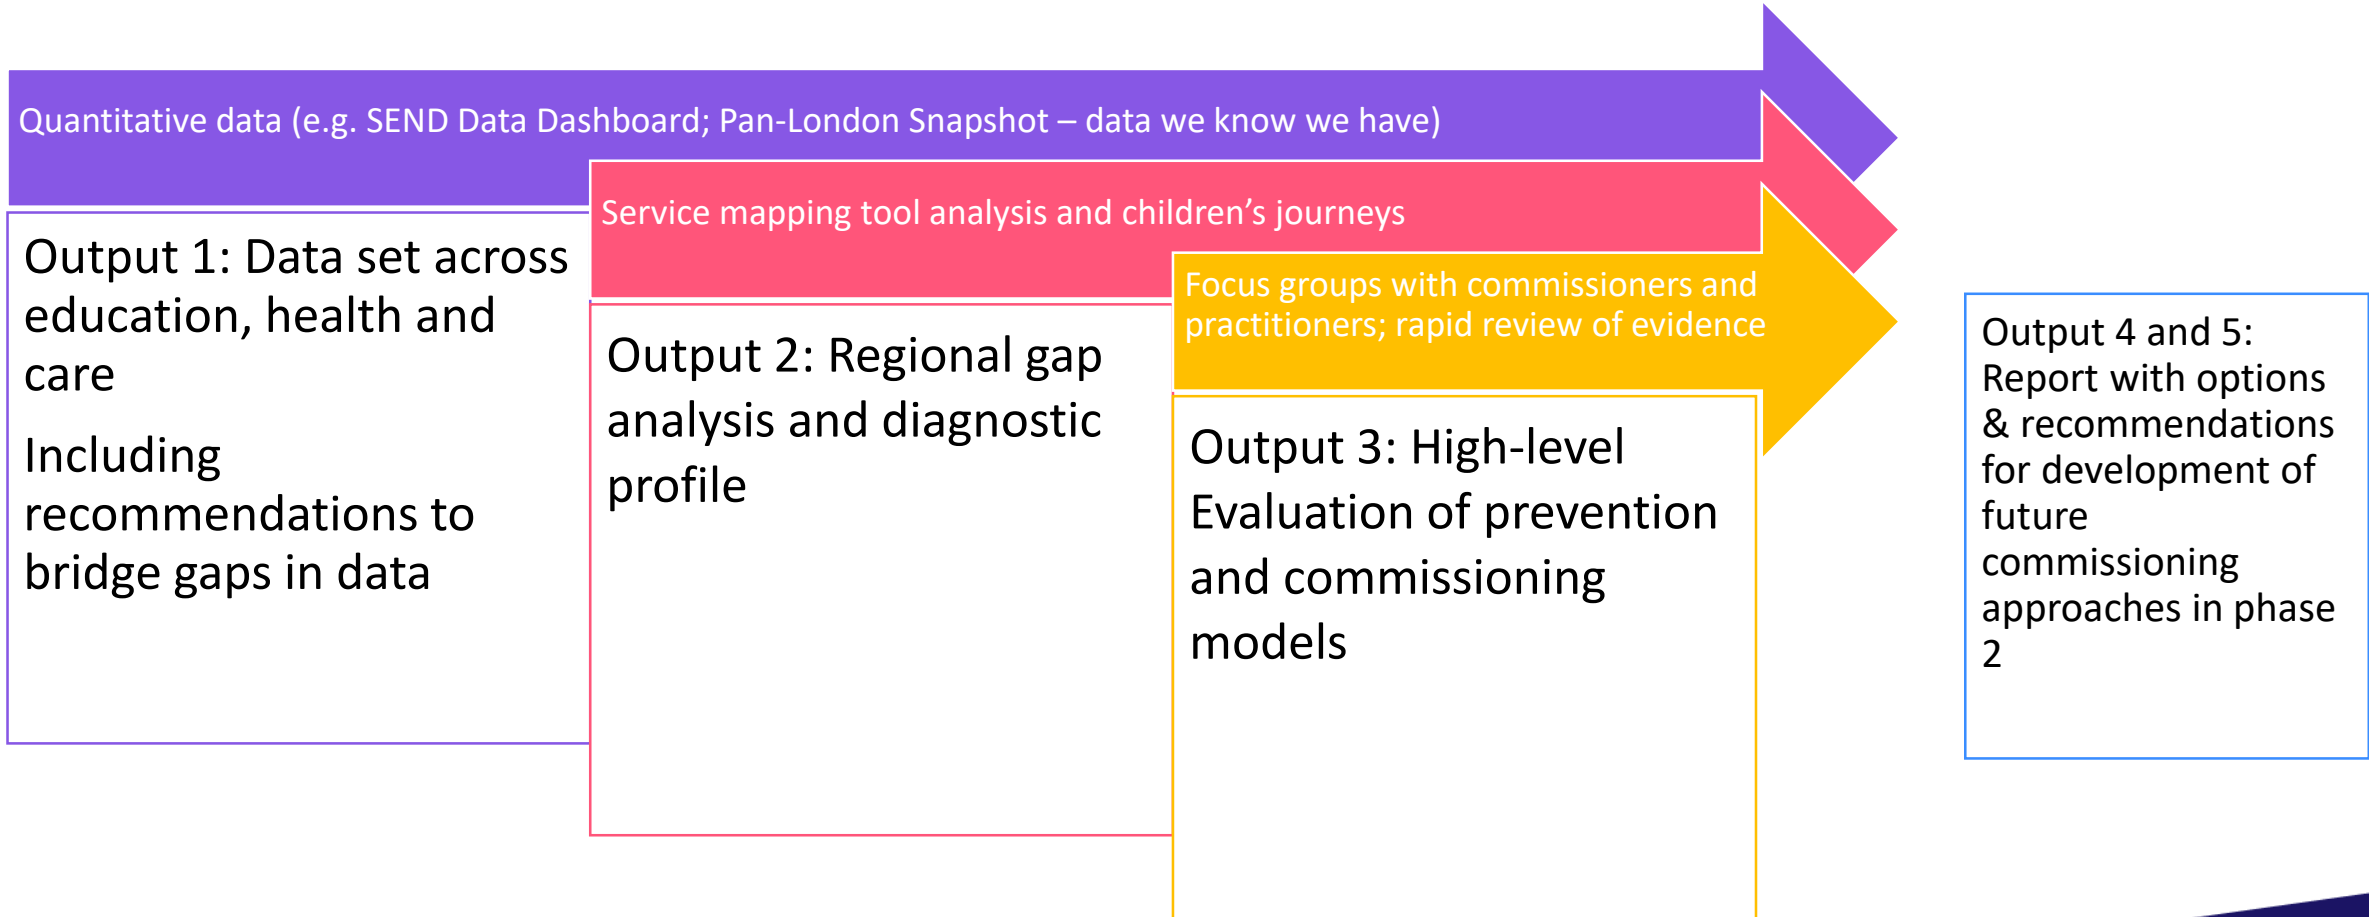 Quantitative data (e.g. SEND Data Dashboard; Pan-London Snapshot – data we know we have)
Output 1: Data set across
education, health and
care
Including
recommendations to
bridge gaps in data
Service mapping tool analysis and children’s journeys
Output 2: Regional gap
analysis and diagnostic
profile
Focus groups with commissioners and
practitioners; rapid review of evidence
Output 3: High-level
Evaluation of prevention
and commissioning
models
Output 4 and 5:
Report with options
& recommendations
for development of
future
commissioning
approaches in phase
2